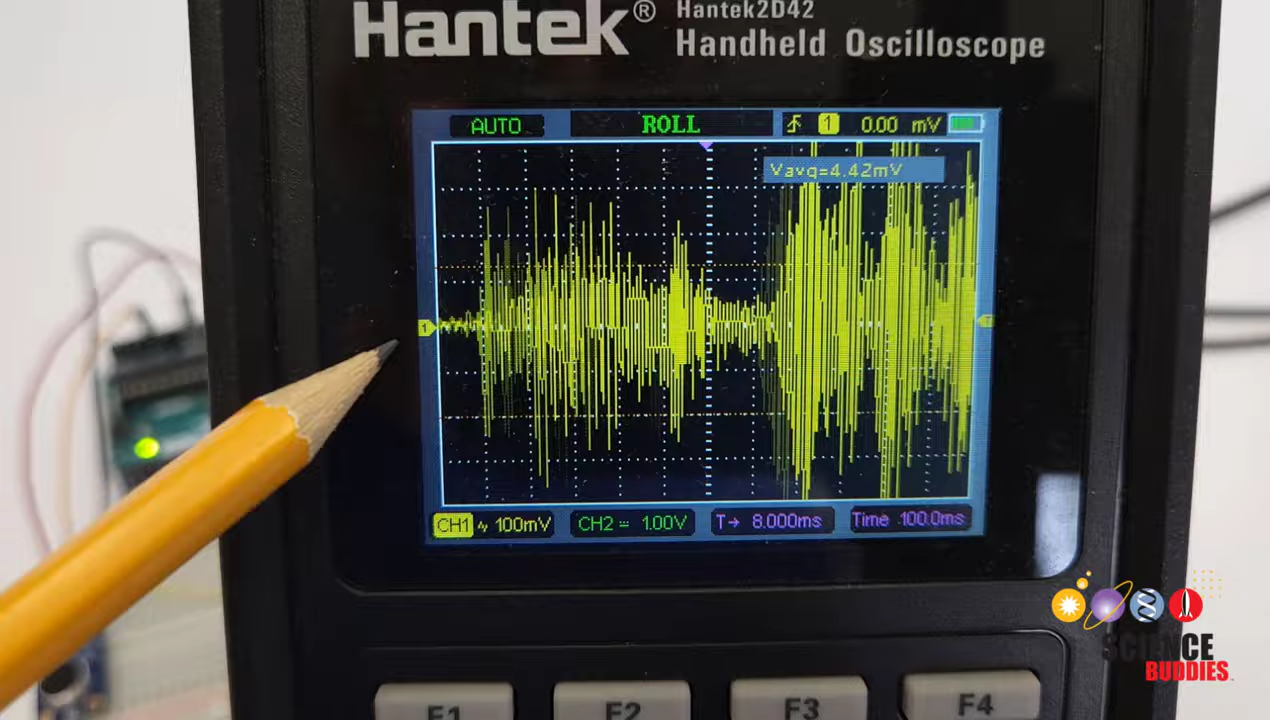 Hantek® Hantek2D42
Handheld Oscilloscope
AUTO ROLL 1 0.00 mV
Vavg=4.42mV
1
CH1 100mV CH2 = 1.00V T→ 8.000ms Time 100.0ms
SCIENCE
BUDDIES
F1 F2 F3 F4